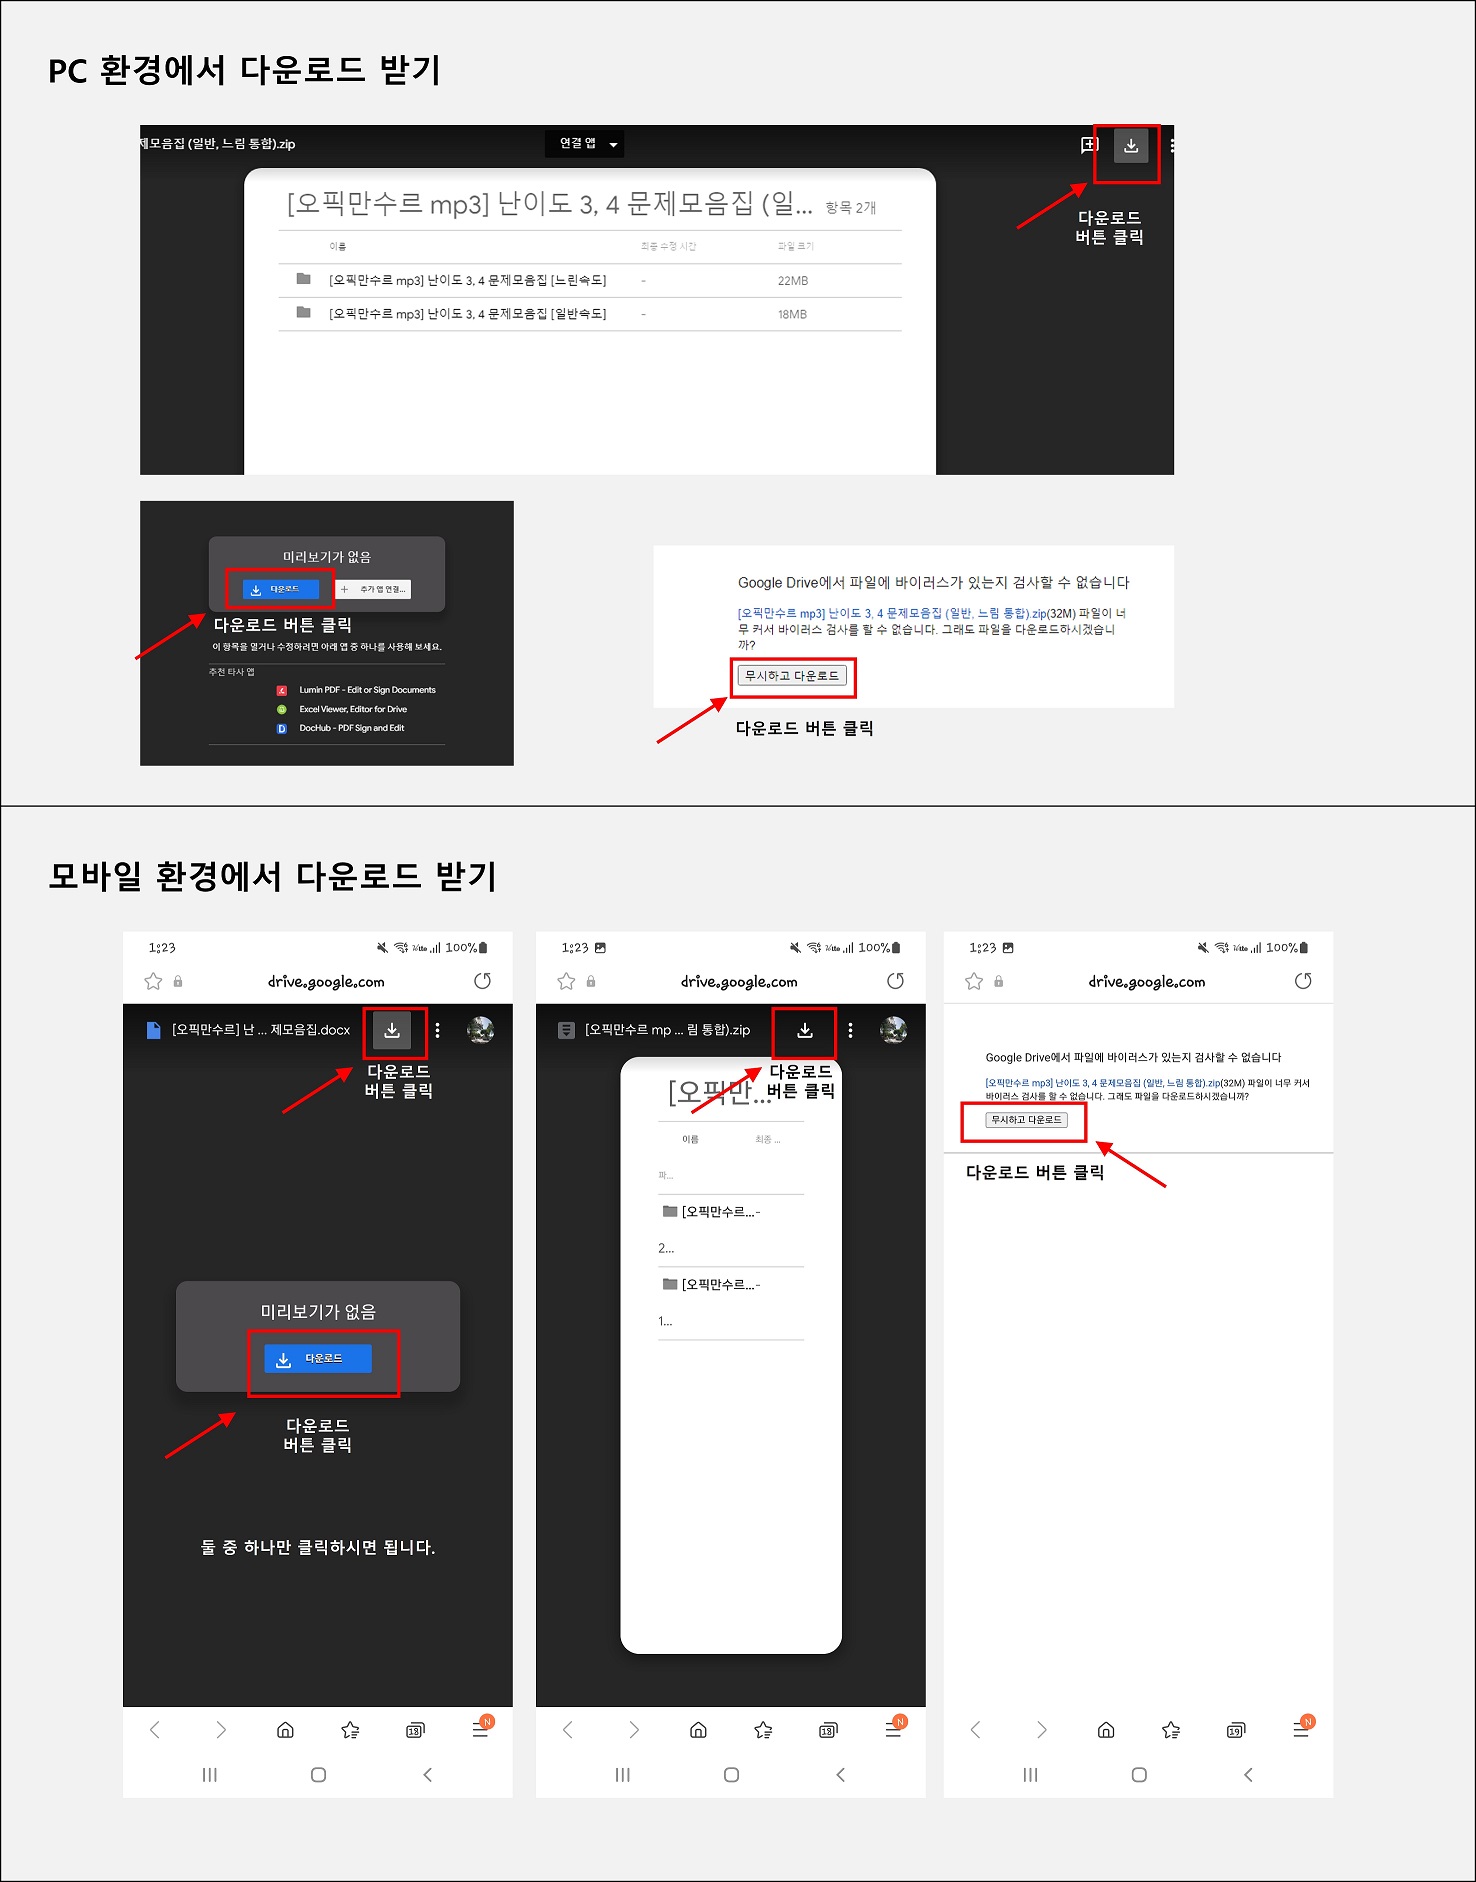 PC 환경에서 다운로드 받기
제모음집 (일반, 느림 통합).zip
연결 앱
[오픽만수르 mp3] 난이도 3, 4 문제모음집 (일... 항목 2개
이름 최종 수정 시간 파일 크기
[오픽만수르 mp3] 난이도 3, 4 문제모음집 [느린속도] - 22MB
[오픽만수르 mp3] 난이도 3, 4 문제모음집 [일반속도] - 18MB
다운로드
버튼 클릭
미리보기가 없음
다운로드
+ 추가 앱 연결...
다운로드 버튼 클릭
이 항목을 열거나 수정하려면 아래 앱 중 하나를 사용해 보세요.
추천 타사 앱
Lumin PDF - Edit or Sign Documents
Excel Viewer, Editor for Drive
D DocHub - PDF Sign and Edit
Google Drive에서 파일에 바이러스가 있는지 검사할 수 없습니다
[오픽만수르 mp3] 난이도 3, 4 문제모음집 (일반, 느림 통합).zip(32M) 파일이 너
무 커서 바이러스 검사를 할 수 없습니다. 그래도 파일을 다운로드하시겠습니
까?
무시하고 다운로드
다운로드 버튼 클릭
모바일 환경에서 다운로드 받기
1:23 100%
drive.google.com
[오픽만수르] 난 ... 제모음집.docx
다운로드
버튼 클릭
미리보기가 없음
다운로드
다운로드
버튼 클릭
둘 중 하나만 클릭하시면 됩니다.
18
N
1:23 100%
drive.google.com
[오픽만수르 mp ... 림 통합).zip
다운로드
버튼 클릭
[오픽만...
이름 최종 ...
파...
[오픽만수르...-
2...
[오픽만수르...-
1...
18
N
1:23 100%
drive.google.com
Google Drive에서 파일에 바이러스가 있는지 검사할 수 없습니다
[오픽만수르 mp3] 난이도 3, 4 문제모음집 (일반, 느림 통합).zip(32M) 파일이 너무 커서
바이러스 검사를 할 수 없습니다. 그래도 파일을 다운로드하시겠습니까?
무시하고 다운로드
다운로드 버튼 클릭
19
N